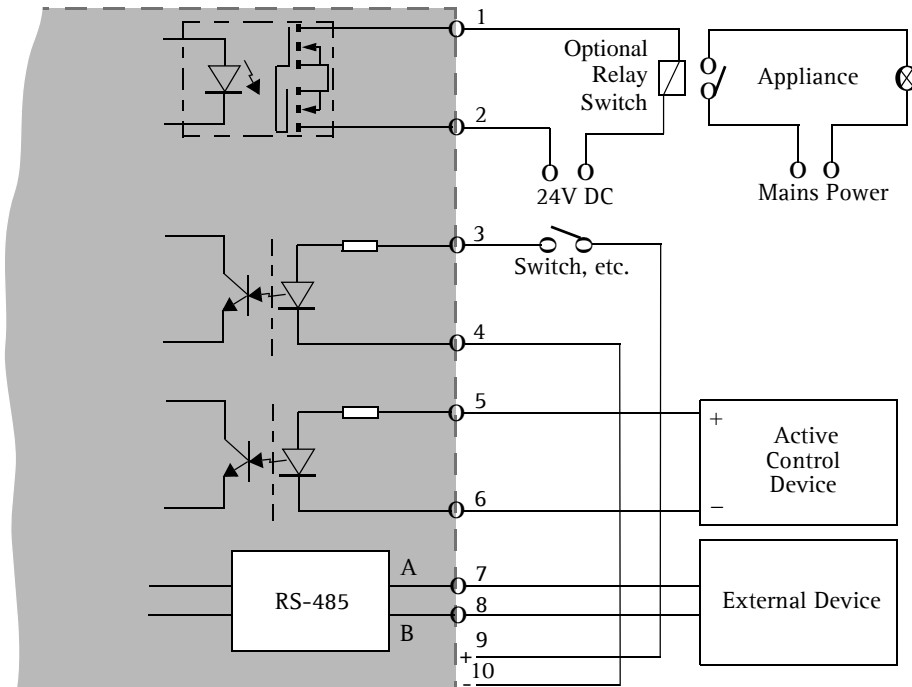 1
Optional
Relay
Switch
Appliance
2
24V DC
Mains Power
3
Switch, etc.
4
5
+
Active
Control
Device
6
–
A
7
RS-485
External Device
8
B
9
+
10
-